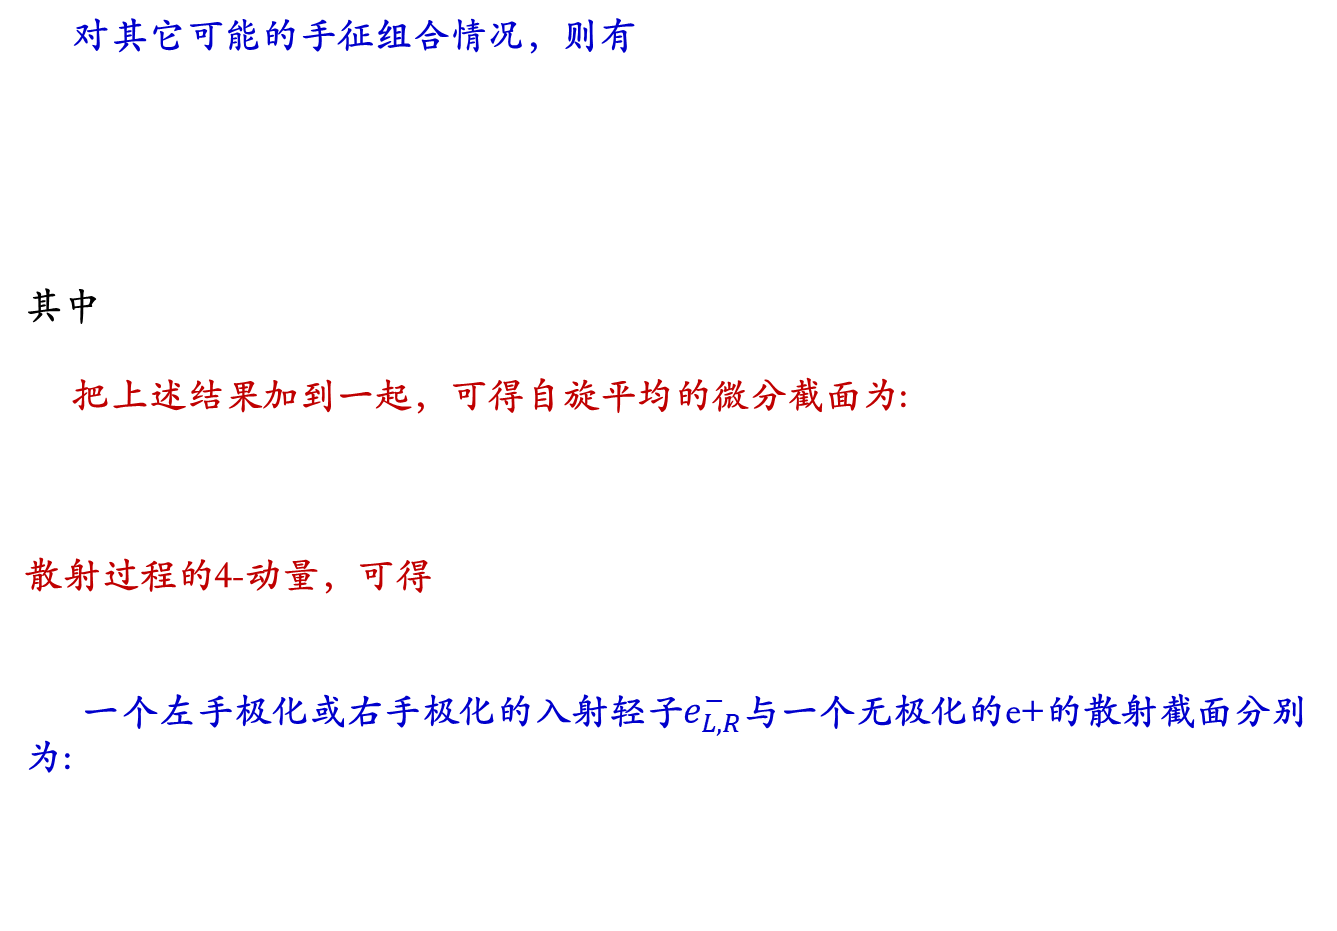 对其它可能的手征组合情况，则有
其中
把上述结果加到一起，可得自旋平均的微分截面为:
散射过程的4-动量，可得
一个左手极化或右手极化的入射轻子$e^-_{L,R}$与一个无极化的e+的散射截面分别
为: